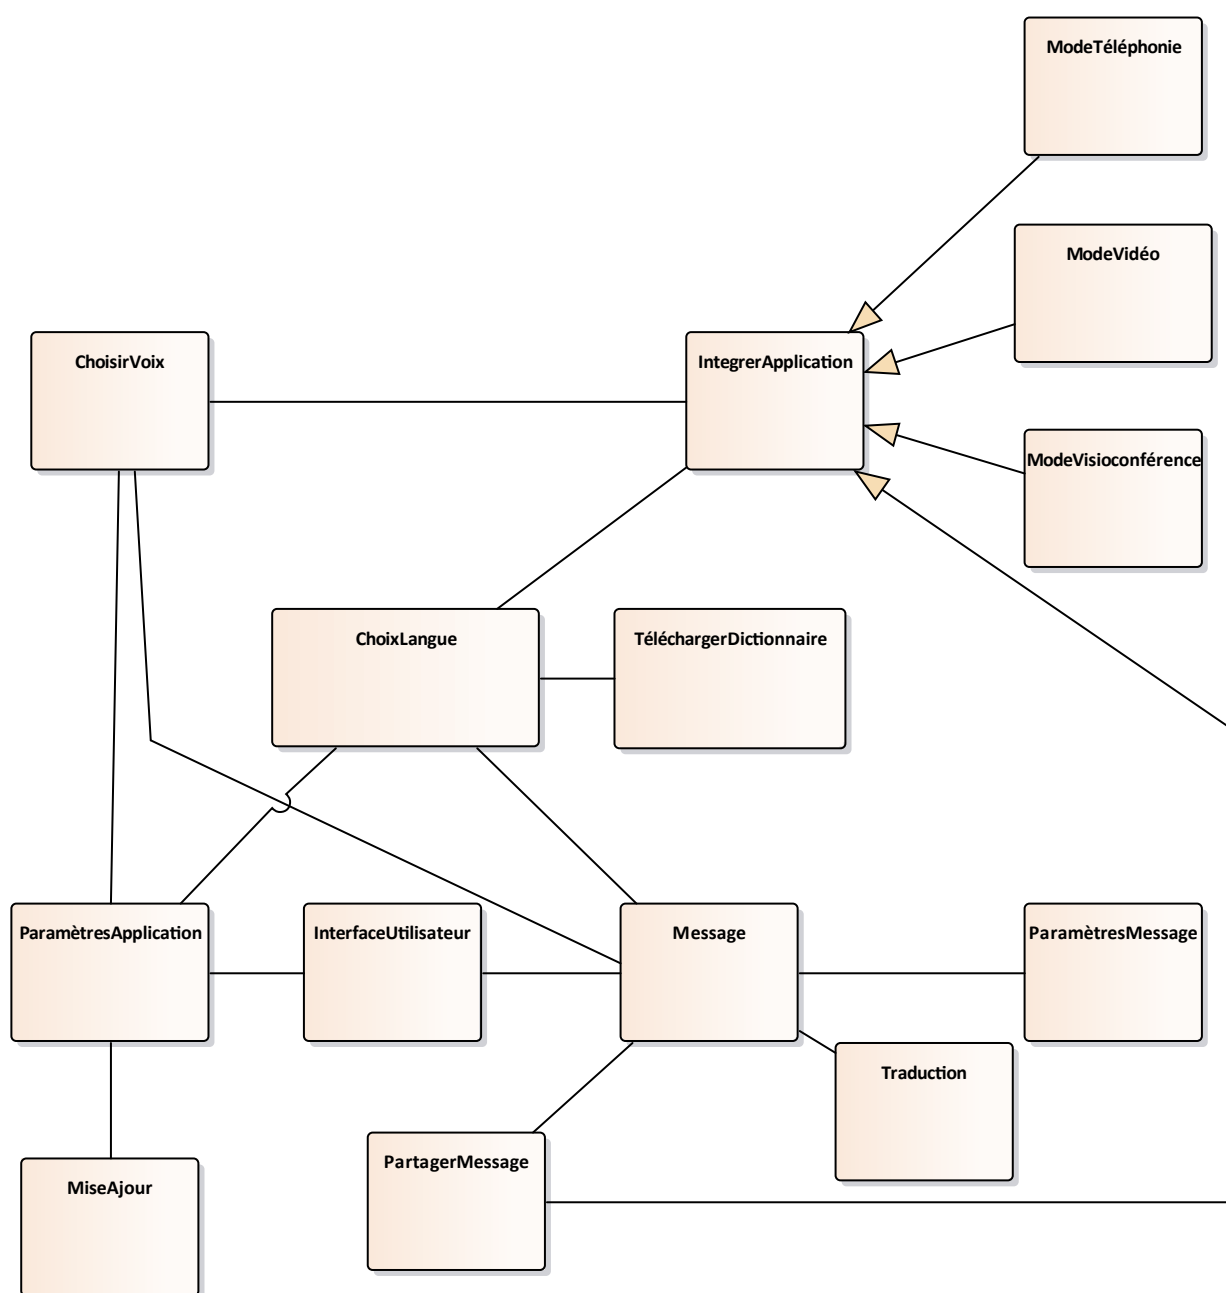 ModeTéléphonie
ModeVidéo
ChoisirVoix
IntegrerApplication
ModeVisioconférence
ChoixLangue
TéléchargerDictionnaire
ParamètresApplication
InterfaceUtilisateur
Message
ParamètresMessage
Traduction
PartagerMessage
MiseAjour